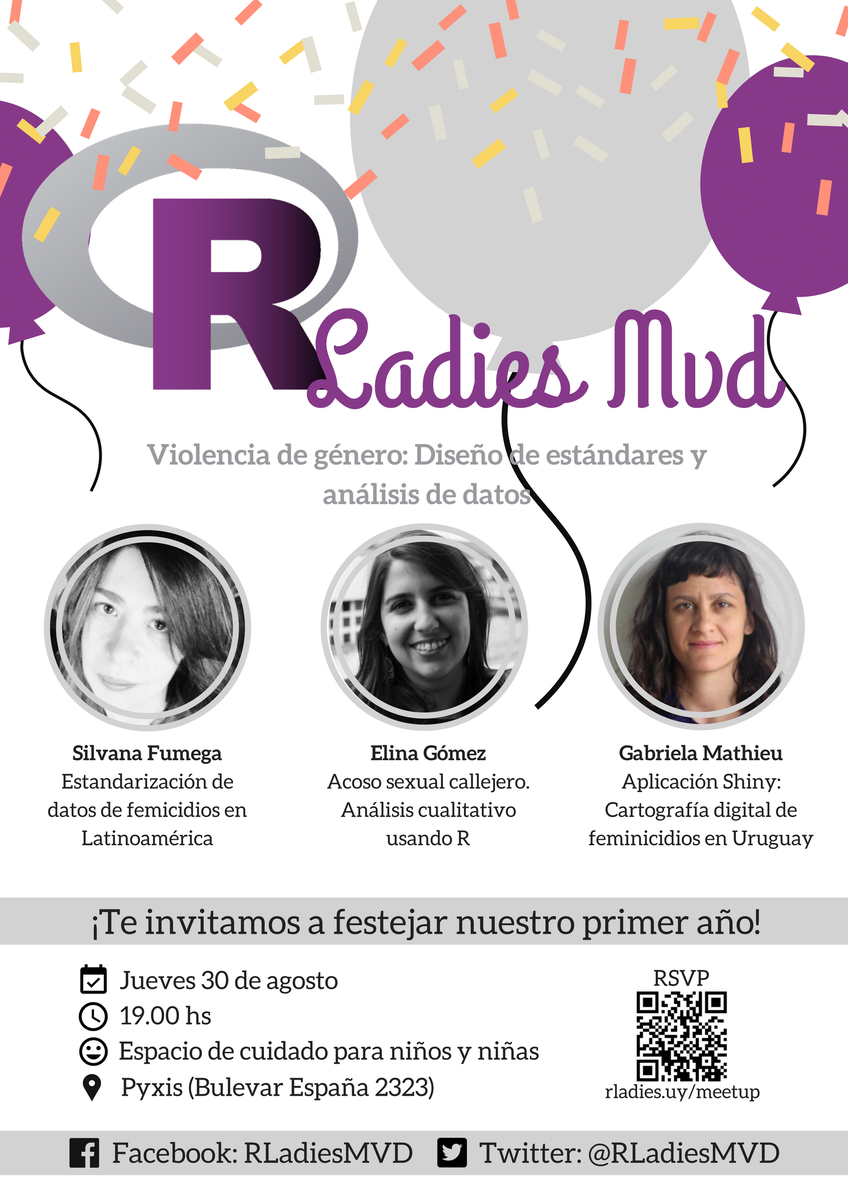 R Ladies Mvd
Violencia de género: Diseño de estándares y
análisis de datos
Silvana Fumega
Estandarización de
datos de femicidios en
Latinoamérica
Elina Gómez
Acoso sexual callejero.
Análisis cualitativo
usando R
Gabriela Mathieu
Aplicación Shiny:
Cartografía digital de
feminicidios en Uruguay
¡Te invitamos a festejar nuestro primer año!
Jueves 30 de agosto
19.00 hs
Espacio de cuidado para niños y niñas
Pyxis (Bulevar España 2323)
RSVP
rladies.uy/meetup
Facebook: RLadiesMVD
Twitter: @RLadiesMVD